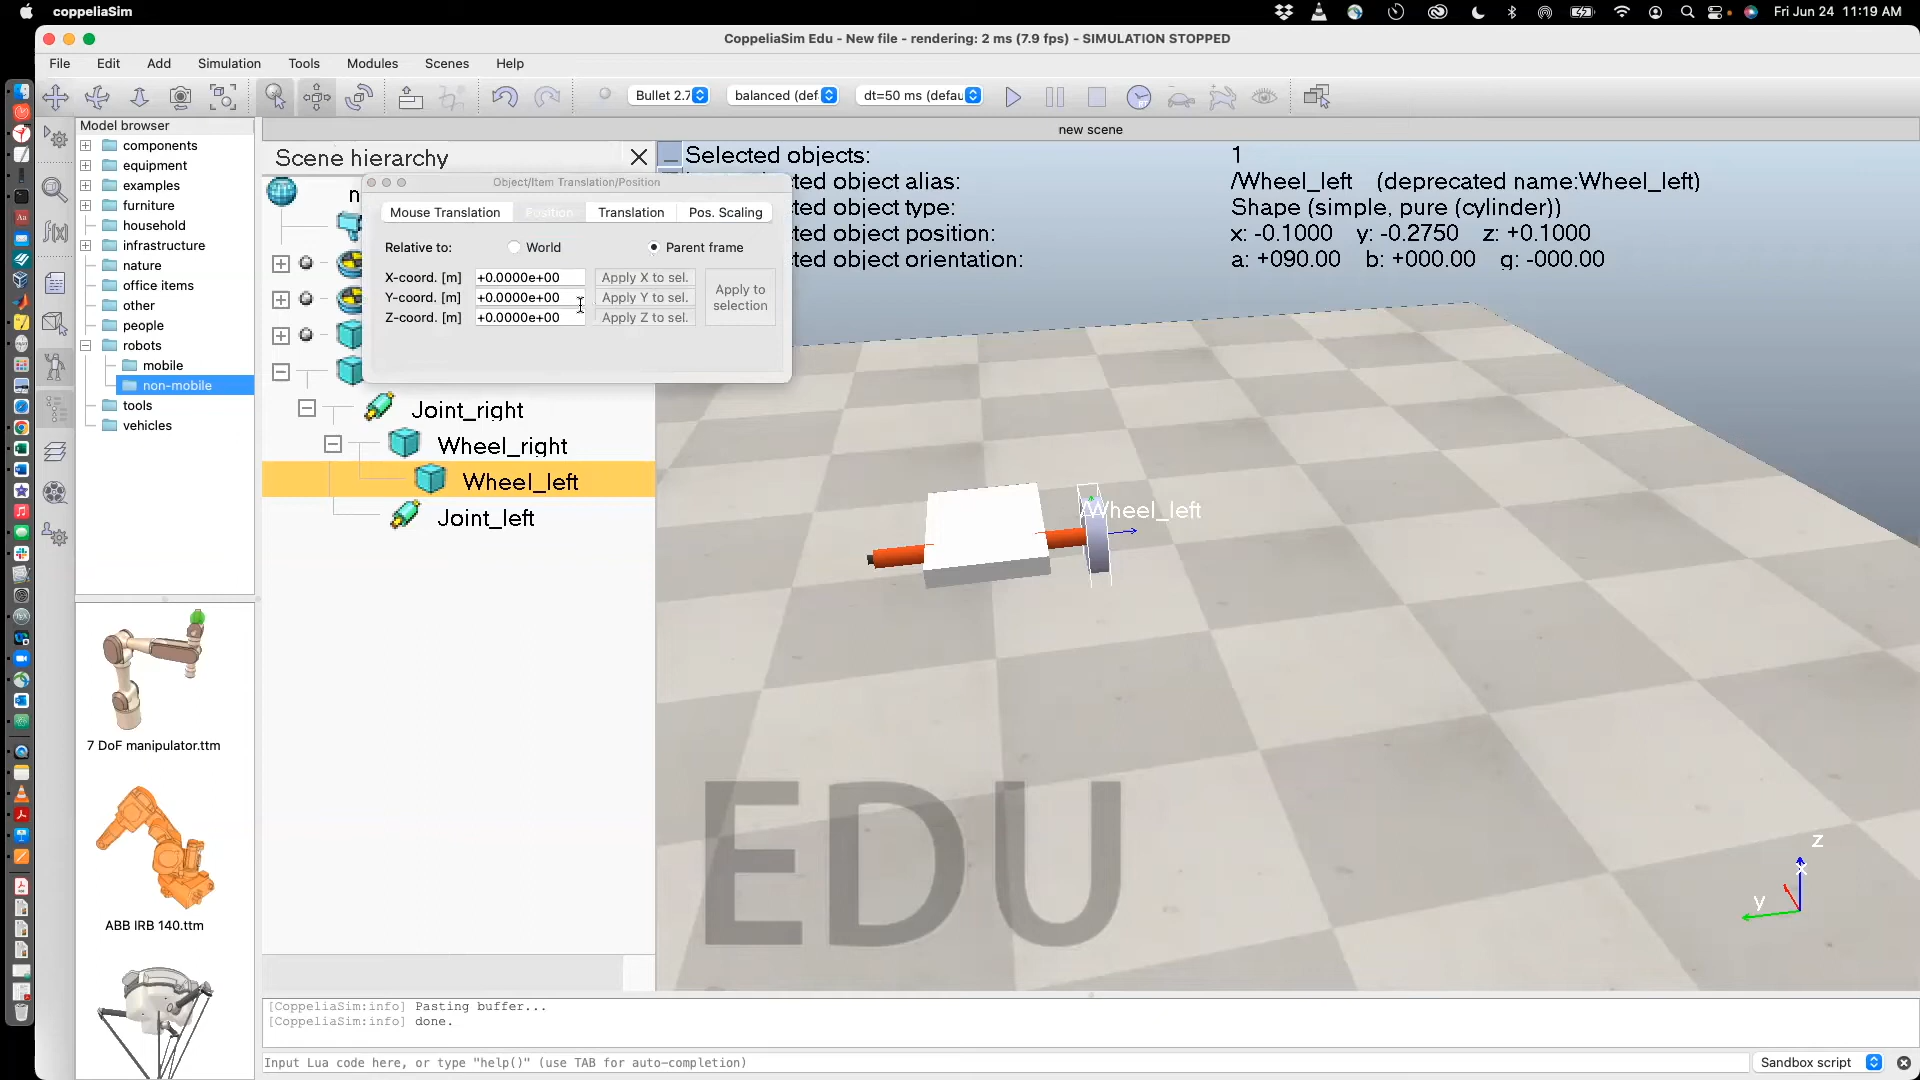 coppeliaSim
Fri Jun 24 11:19 AM
CoppeliaSim Edu - New file - rendering: 2 ms (7.9 fps) - SIMULATION STOPPED
File Edit Add Simulation Tools Modules Scenes Help
Bullet 2.7 balanced (def dt=50 ms (defau
Model browser
new scene
components
equipment
examples
furniture
household
infrastructure
nature
office items
other
people
robots
mobile
non-mobile
tools
vehicles
7 DoF manipulator.ttm
ABB IRB 140.ttm
Scene hierarchy
Object/Item Translation/Position
Mouse Translation Position Translation Pos. Scaling
Relative to: World Parent frame
X-coord. [m] +0.0000e+00 Apply X to sel.
Y-coord. [m] +0.0000e+00 Apply Y to sel.
Z-coord. [m] +0.0000e+00 Apply Z to sel.
Apply to
selection
Joint_right
Wheel_right
Wheel_left
Joint_left
Selected objects: 1
ected object alias: /Wheel_left (deprecated name:Wheel_left)
cted object type: Shape (simple, pure (cylinder))
cted object position: x: -0.1000 y: -0.2750 z: +0.1000
cted object orientation: a: +090.00 b: +000.00 g: -000.00
/Wheel_left
EDU
z
x
y
[CoppeliaSim:info] Pasting buffer...
[CoppeliaSim:info] done.
Input Lua code here, or type "help()" (use TAB for auto-completion)
Sandbox script